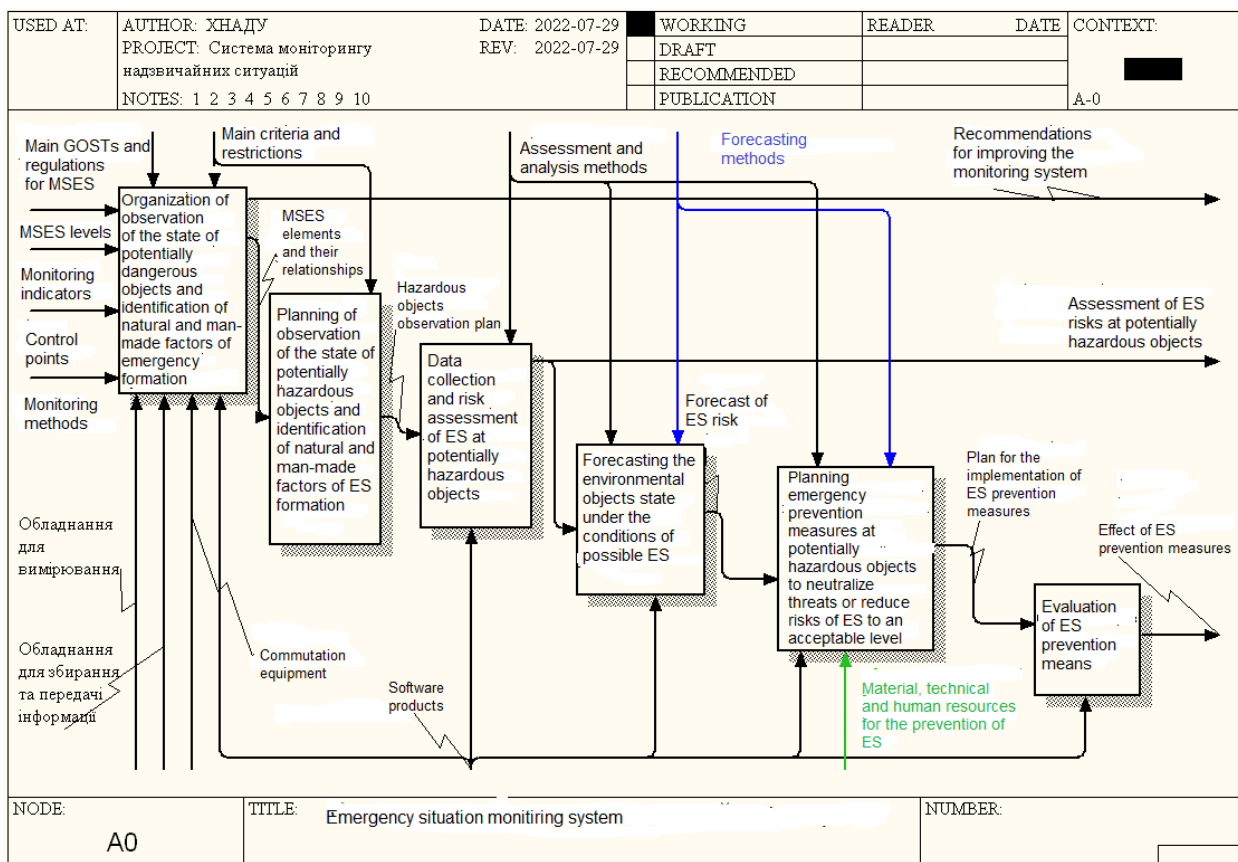 USED AT:
AUTHOR: ХНАДУ
DATE: 2022-07-29
PROJECT: Система моніторингу
REV: 2022-07-29
надзвичайних ситуацій
NOTES: 1 2 3 4 5 6 7 8 9 10
WORKING
DRAFT
RECOMMENDED
PUBLICATION
READER
DATE
CONTEXT:
A-0
Main GOSTs and
regulations
for MSES
Main criteria and
restrictions
Assessment and
analysis methods
Forecasting
methods
Recommendations
for improving the
monitoring system
MSES levels
Monitoring
indicators
Control
points
Monitoring
methods
Organization of
observation
of the state of
potentially
dangerous
objects and
identification of
natural and man-
made factors of
emergency
formation
MSES
elements
and their
relationships
Planning of
observation
of the state of
potentially
hazardous
objects and
identification
of natural and
man-made
factors of ES
formation
Hazardous
objects
observation plan
Data
collection
and risk
assessment
of ES at
potentially
hazardous
objects
Assessment of ES
risks at potentially
hazardous objects
Forecast of
ES risk
Forecasting the
environmental
objects state
under the
conditions of
possible ES
Planning
emergency
prevention
measures at
potentially
hazardous objects
to neutralize
threats or reduce
risks of ES to an
acceptable level
Plan for the
implementation of
ES prevention
measures
Effect of ES
prevention measures
Evaluation
of ES
prevention
means
Обладнання
для
вимірювання
Обладнання
для збирання
та передачі
інформації
Commutation
equipment
Software
products
Material, technical
and human resources
for the prevention of
ES
NODE:
A0
TITLE:
Emergency situation monitiring system
NUMBER: